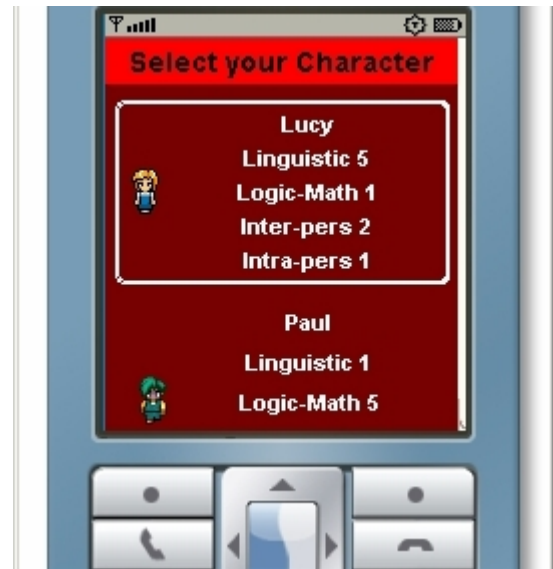 Select your Character
Lucy
Linguistic 5
Logic-Math 1
Inter-pers 2
Intra-pers 1
Paul
Linguistic 1
Logic-Math 5